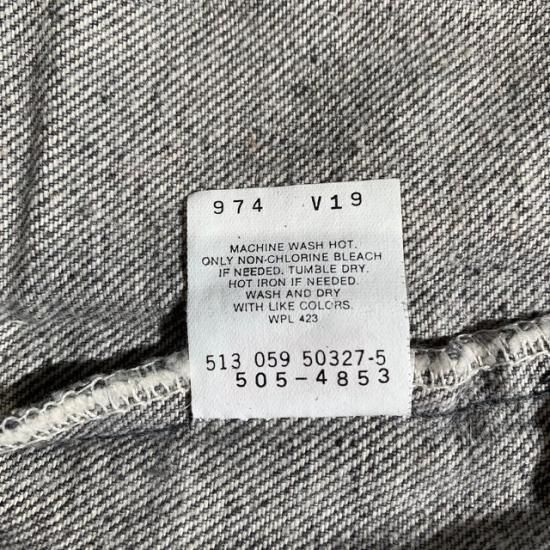 974 V19
MACHINE WASH HOT.
ONLY NON-CHLORINE BLEACH
IF NEEDED. TUMBLE DRY.
HOT IRON IF NEEDED.
WASH AND DRY
WITH LIKE COLORS.
WPL 423
513 059 50327-5
505-4853